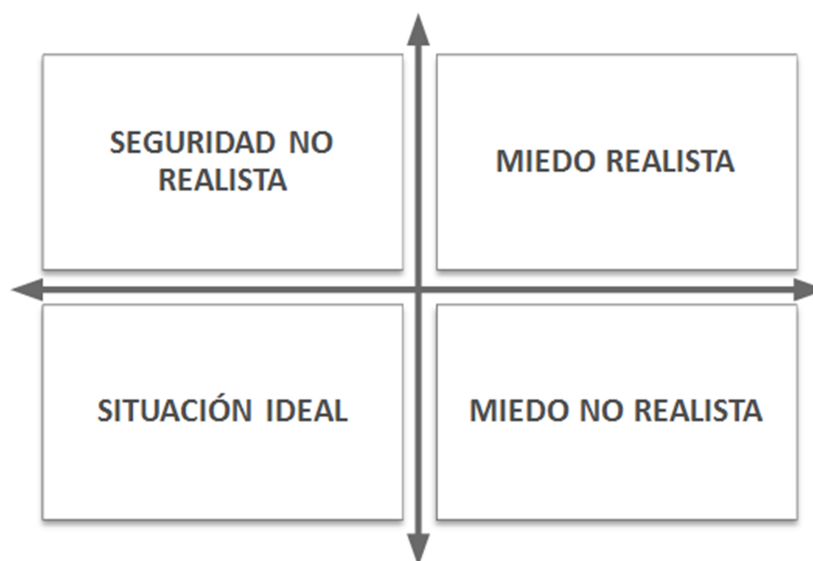 SEGURIDAD NO
REALISTA
MIEDO REALISTA
SITUACIÓN IDEAL
MIEDO NO REALISTA